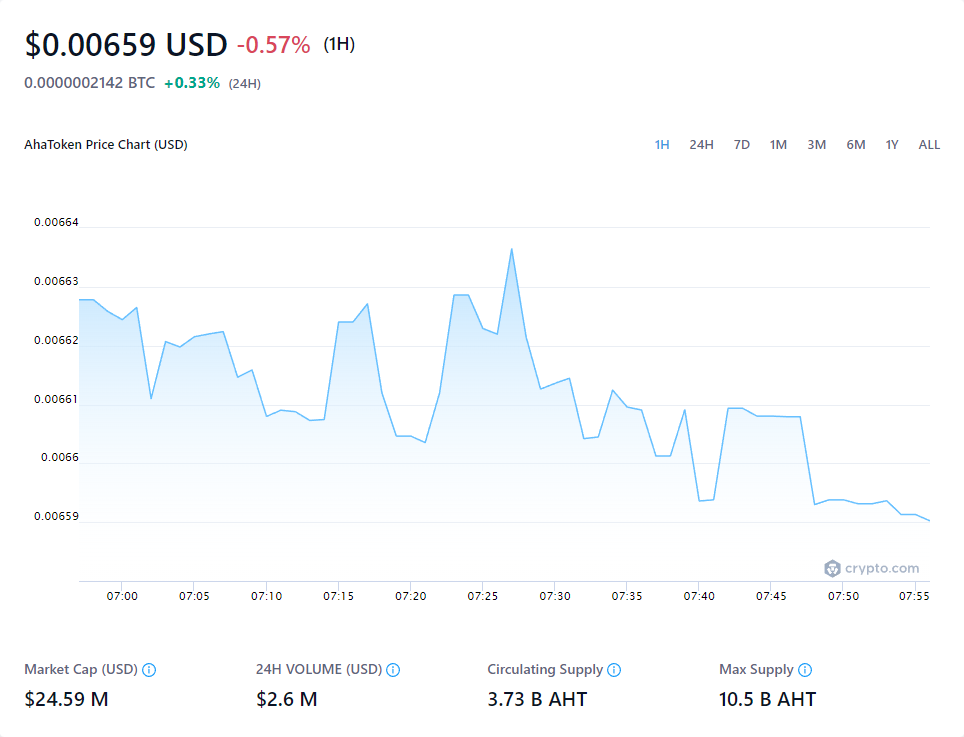 $0.00659 USD -0.57% (1H)
0.0000002142 BTC +0.33% (24H)
AhaToken Price Chart (USD) 1H 24H 7D 1M 3M 6M 1Y ALL
0.00664
0.00663
0.00662
0.00661
0.0066
0.00659
crypto.com
07:00 07:05 07:10 07:15 07:20 07:25 07:30 07:35 07:40 07:45 07:50 07:55
Market Cap (USD) 24H VOLUME (USD) Circulating Supply Max Supply
$24.59 M $2.6 M 3.73 B AHT 10.5 B AHT